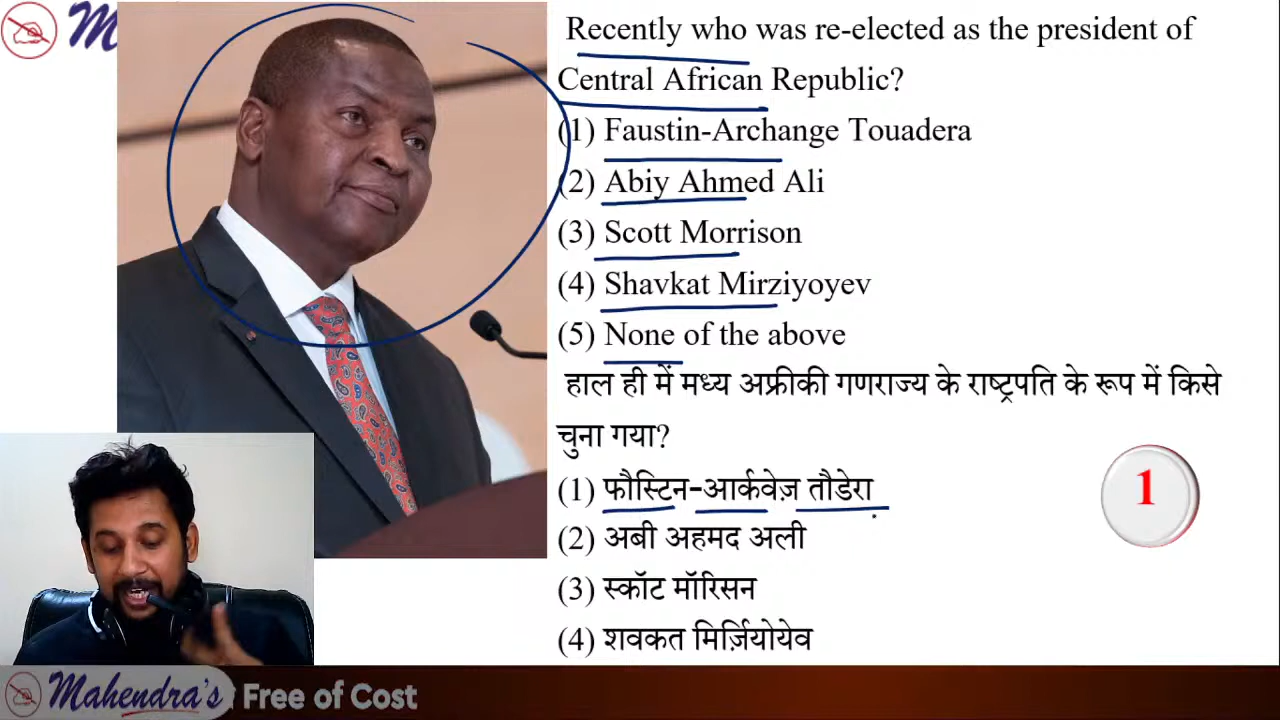 M
Recently who was re-elected as the president of
Central African Republic?
(1) Faustin-Archange Touadera
(2) Abiy Ahmed Ali
(3) Scott Morrison
(4) Shavkat Mirziyoyev
(5) None of the above
हाल ही में मध्य अफ्रीकी गणराज्य के राष्ट्रपति के रूप में किसे
चुना गया?
(1) फौस्टिन-आर्कवेज़ तौडेरा
(2) अबी अहमद अली
(3) स्कॉट मॉरिसन
(4) शवकत मिर्ज़ियोयेव
1
Mahendra's Free of Cost